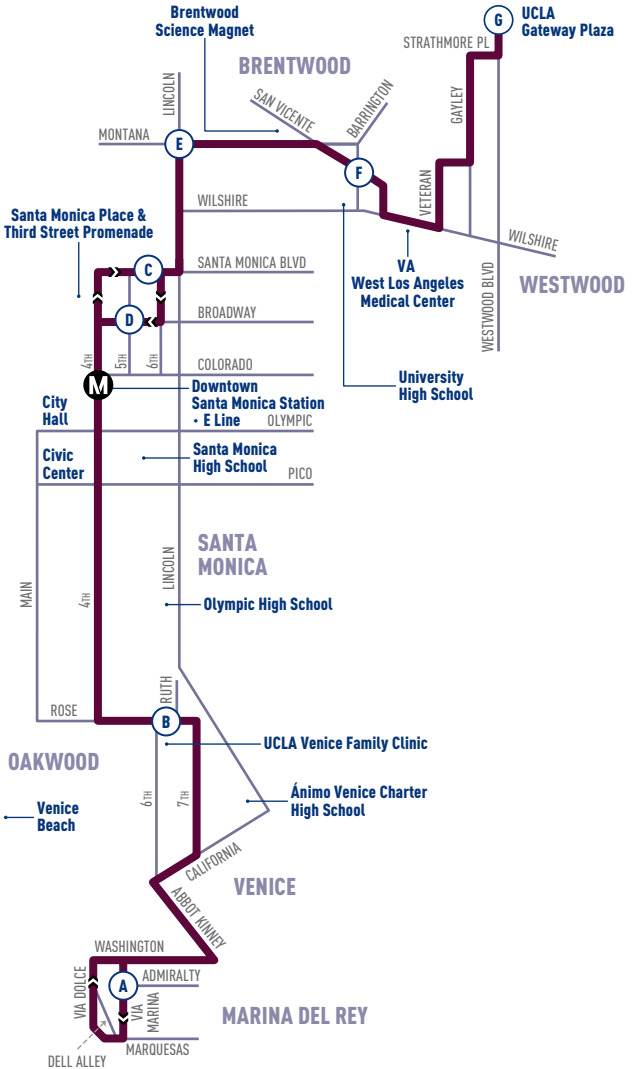 Brentwood
Science Magnet
G
UCLA
Gateway Plaza
STRATHMORE PL
BRENTWOOD
LINCOLN
SAN VICENTE
BARRINGTON
GAYLEY
MONTANA
E
F
VETERAN
WILSHIRE
WILSHIRE
Santa Monica Place &
Third Street Promenade
C
SANTA MONICA BLVD
VA
West Los Angeles
Medical Center
WESTWOOD
WESTWOOD BLVD
D
BROADWAY
4TH
5TH
6TH
COLORADO
M
Downtown
Santa Monica Station
• E Line
University
High School
City
Hall
OLYMPIC
Civic
Center
Santa Monica
High School
PICO
SANTA
MONICA
LINCOLN
MAIN
4TH
Olympic High School
RUTH
ROSE
B
UCLA Venice Family Clinic
OAKWOOD
6TH
7TH
Ánimo Venice Charter
High School
Venice
Beach
CALIFORNIA
VENICE
ABBOT KINNEY
WASHINGTON
VIA DOLCE
A
ADMIRALTY
VIA
MARINA
MARINA DEL REY
MARQUESAS
DELL ALLEY